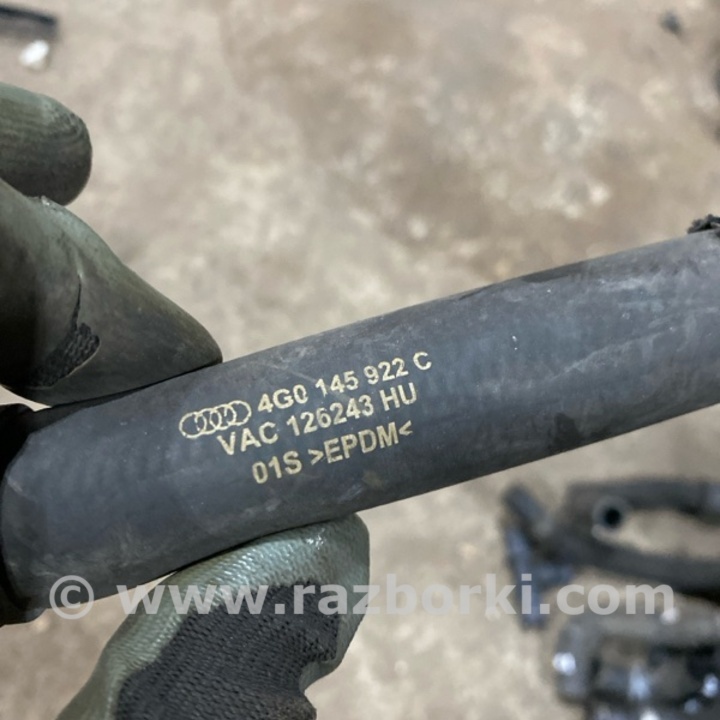 4G0 145 922 C
VAC 126243 HU
01S >EPDM<
© www.razborki.com